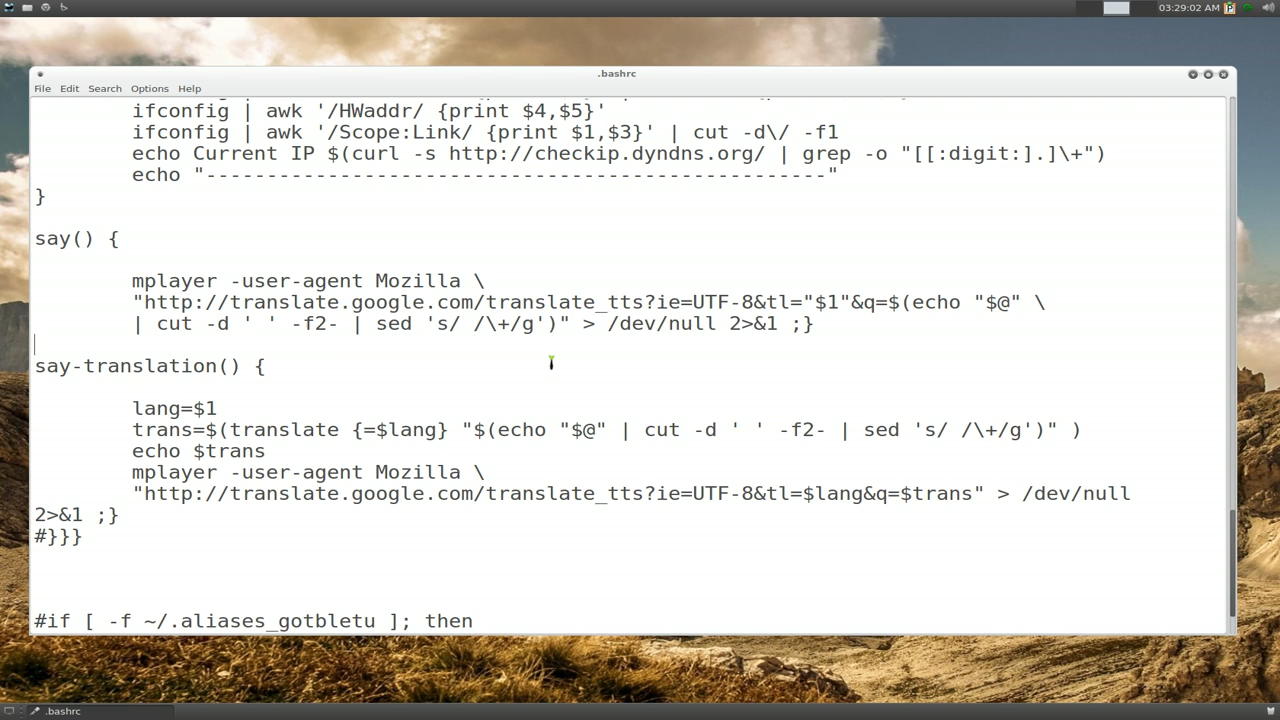 03:29:02 AM
.bashrc
File Edit Search Options Help
ifconfig | awk '/HWaddr/ {print $4,$5}'
ifconfig | awk '/Scope:Link/ {print $1,$3}' | cut -d\/ -f1
echo Current IP $(curl -s http://checkip.dyndns.org/ | grep -o "[[:digit:].]\+")
echo "---------------------------------------------------"
}
say() {
mplayer -user-agent Mozilla \
"http://translate.google.com/translate_tts?ie=UTF-8&tl="$1"&q=$(echo "$@" \
| cut -d ' ' -f2- | sed 's/ /\+/g')" > /dev/null 2>&1 ;}
say-translation() {
lang=$1
trans=$(translate {=$lang} "$(echo "$@" | cut -d ' ' -f2- | sed 's/ /\+/g')" )
echo $trans
mplayer -user-agent Mozilla \
"http://translate.google.com/translate_tts?ie=UTF-8&tl=$lang&q=$trans" > /dev/null
2>&1 ;}
#}}}
#if [ -f ~/.aliases_gotbletu ]; then
.bashrc